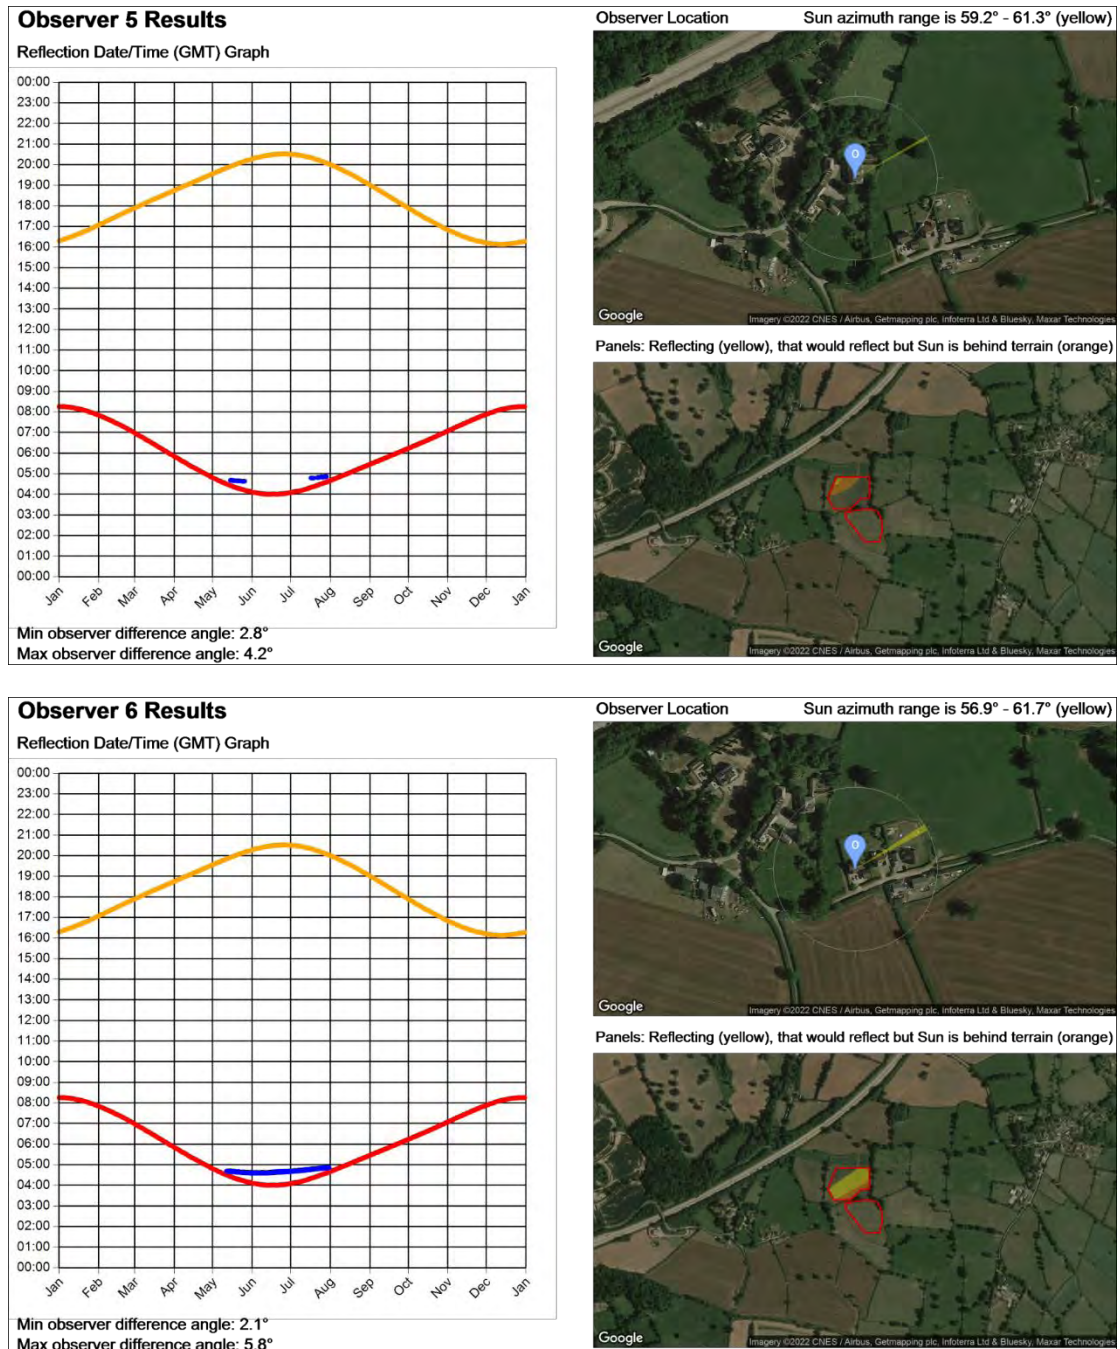 Observer 5 Results
Reflection Date/Time (GMT) Graph
00:00
23:00
22:00
21:00
20:00
19:00
18:00
17:00
16:00
15:00
14:00
13:00
12:00
11:00
10:00
09:00
08:00
07:00
06:00
05:00
04:00
03:00
02:00
01:00
00:00
Jan Feb Mar Apr May Jun Jul Aug Sep Oct Nov Dec Jan
Min observer difference angle: 2.8°
Max observer difference angle: 4.2°
Observer Location Sun azimuth range is 59.2° - 61.3° (yellow)
0
Google
Imagery ©2022 CNES / Airbus, Getmapping plc, Infoterra Ltd & Bluesky, Maxar Technologies
Panels: Reflecting (yellow), that would reflect but Sun is behind terrain (orange)
Google
Imagery ©2022 CNES / Airbus, Getmapping plc, Infoterra Ltd & Bluesky, Maxar Technologies
Observer 6 Results
Reflection Date/Time (GMT) Graph
00:00
23:00
22:00
21:00
20:00
19:00
18:00
17:00
16:00
15:00
14:00
13:00
12:00
11:00
10:00
09:00
08:00
07:00
06:00
05:00
04:00
03:00
02:00
01:00
00:00
Jan Feb Mar Apr May Jun Jul Aug Sep Oct Nov Dec Jan
Min observer difference angle: 2.1°
Max observer difference angle: 5.8°
Observer Location Sun azimuth range is 56.9° - 61.7° (yellow)
0
Google
Imagery ©2022 CNES / Airbus, Getmapping plc, Infoterra Ltd & Bluesky, Maxar Technologies
Panels: Reflecting (yellow), that would reflect but Sun is behind terrain (orange)
Google
Imagery ©2022 CNES / Airbus, Getmapping plc, Infoterra Ltd & Bluesky, Maxar Technologies